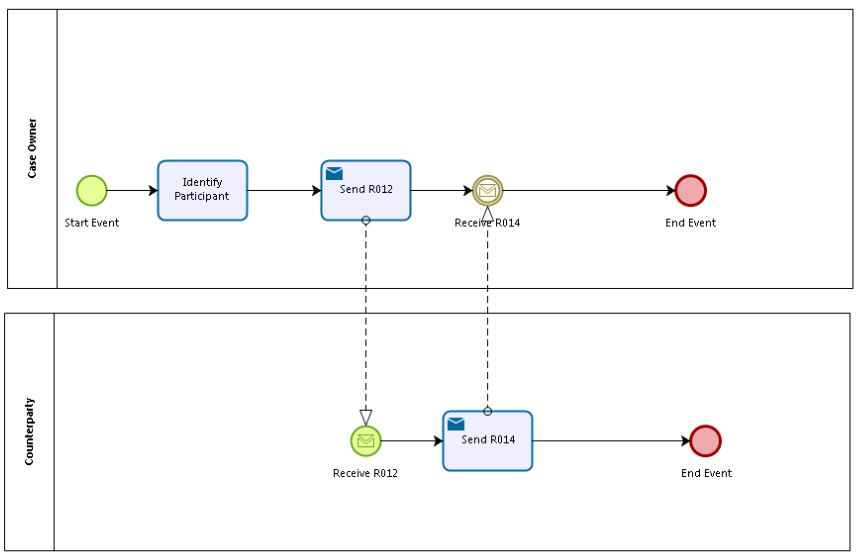 Case Owner
Identify
Participant
Send R012
Start Event
Receive R014
End Event
Counterparty
Send R014
Receive R012
End Event